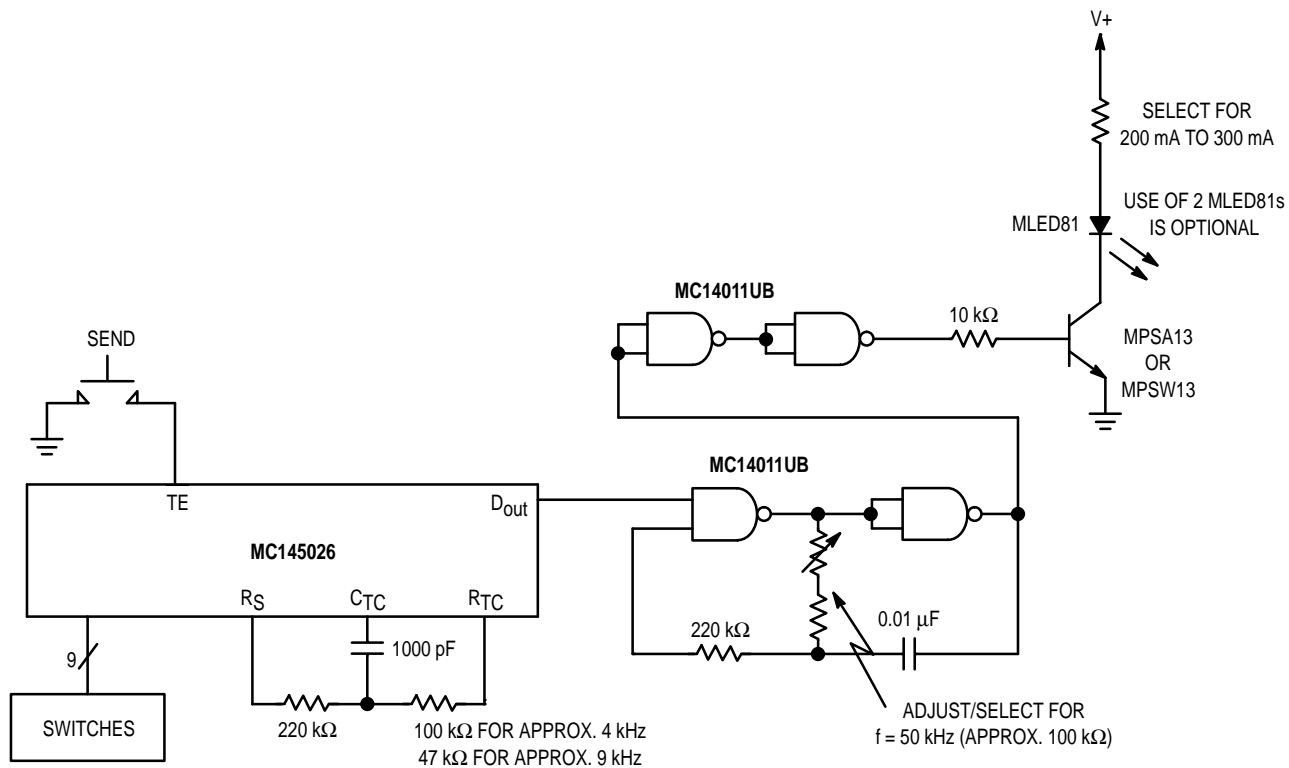 V+
SELECT FOR
200 mA TO 300 mA
MLED81
USE OF 2 MLED81s
IS OPTIONAL
MC14011UB
10 kΩ
MPSA13
OR
MPSW13
SEND
MC14011UB
TE
Dout
MC145026
RS
CTC
RTC
9
1000 pF
220 kΩ
0.01 µF
SWITCHES
220 kΩ
100 kΩ FOR APPROX. 4 kHz
47 kΩ FOR APPROX. 9 kHz
ADJUST/SELECT FOR
f = 50 kHz (APPROX. 100 kΩ)